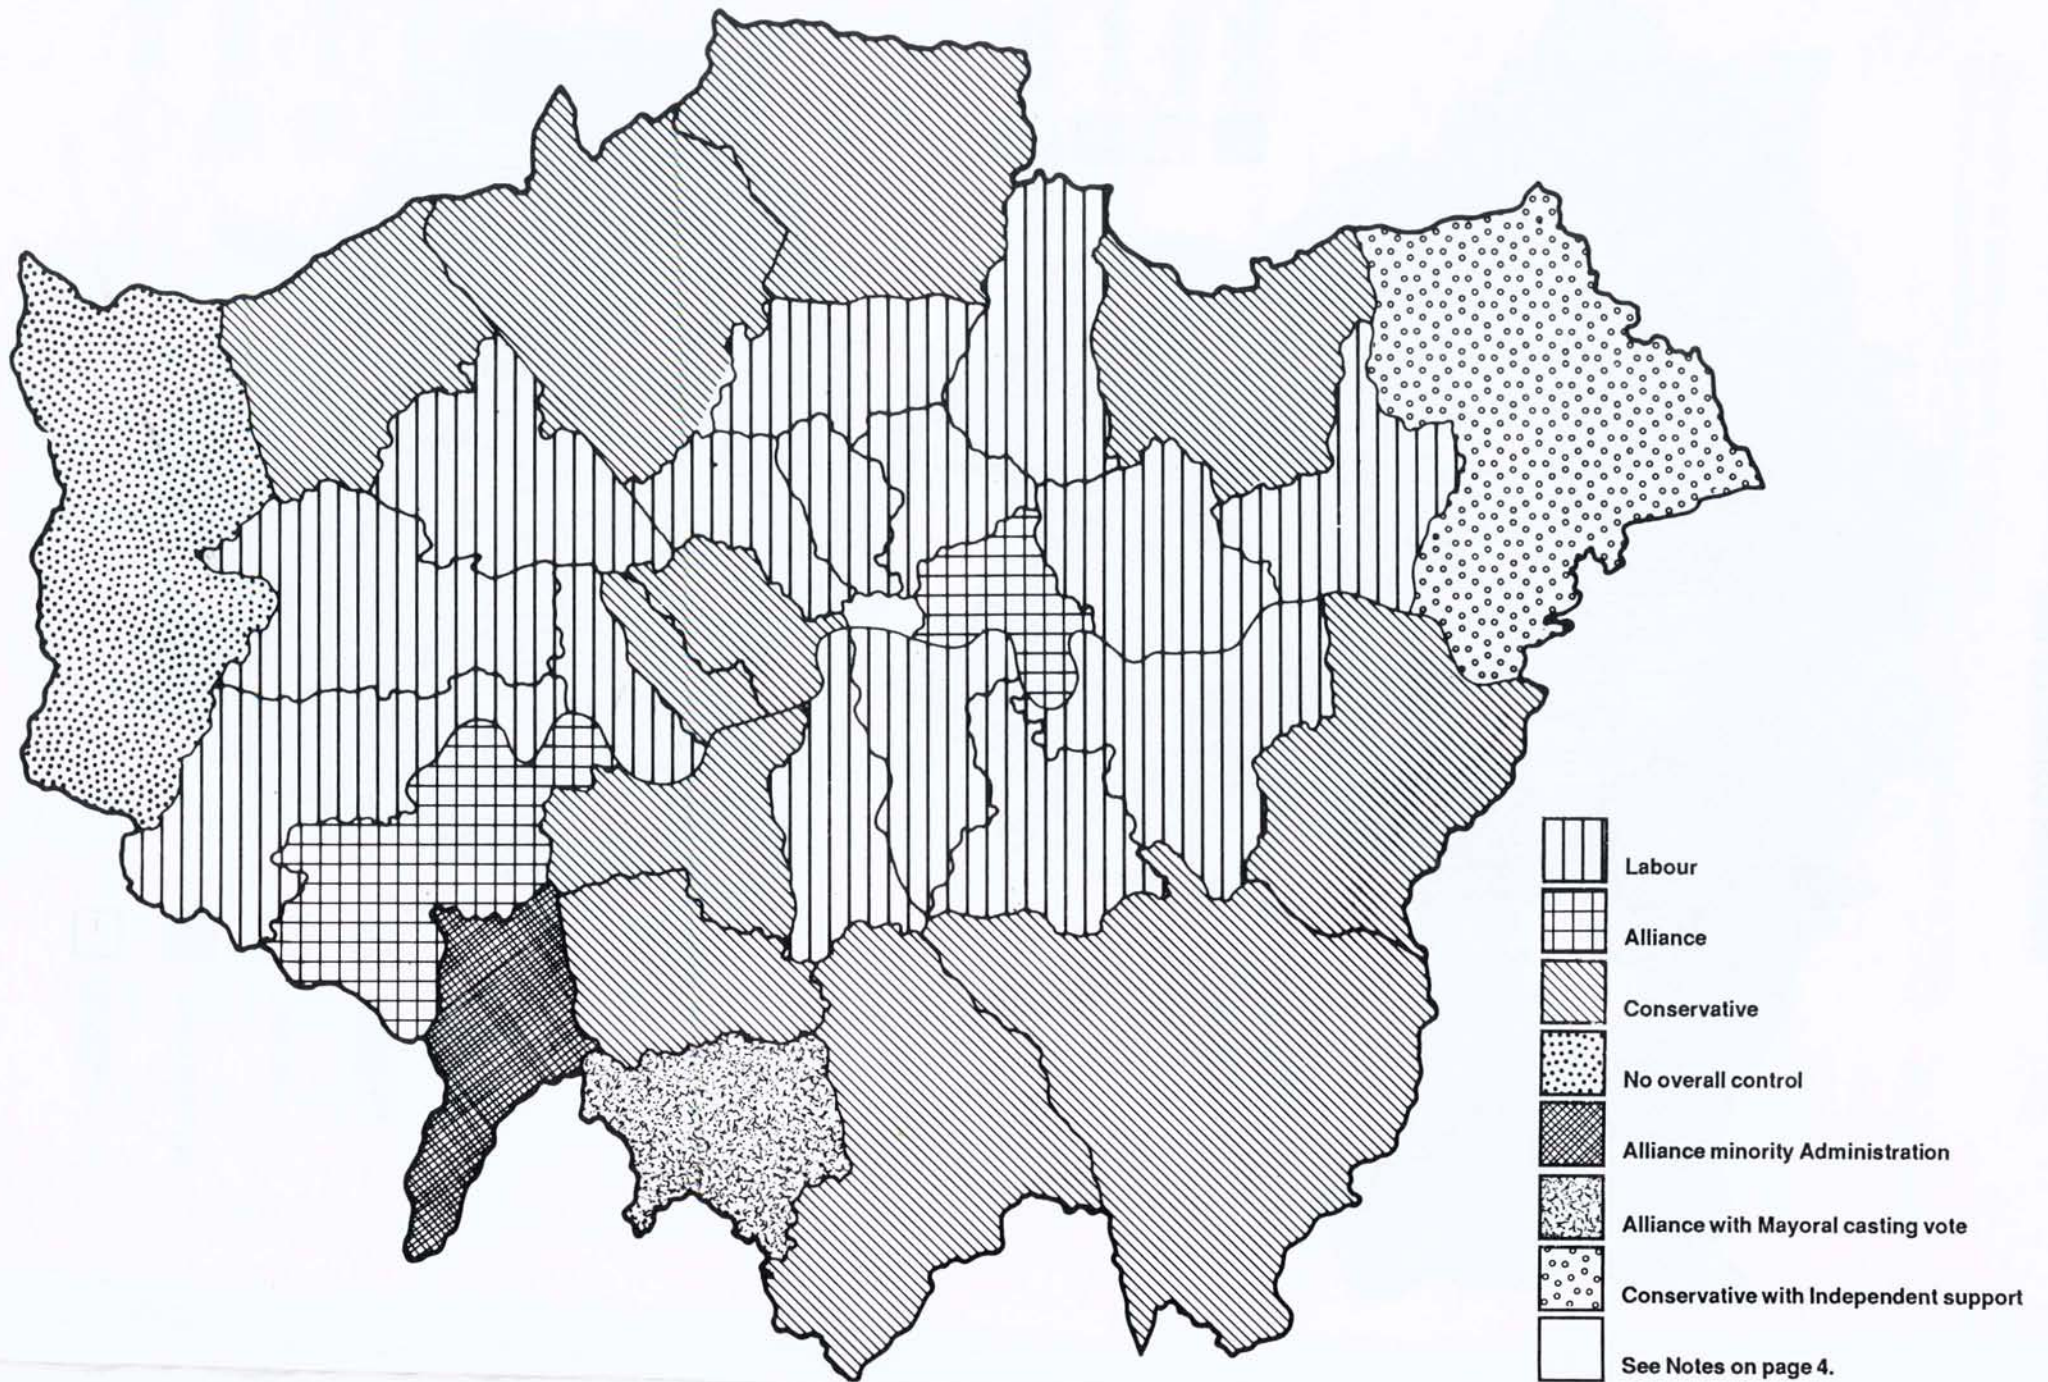 Labour
Alliance
Conservative
No overall control
Alliance minority Administration
Alliance with Mayoral casting vote
Conservative with Independent support
See Notes on page 4.